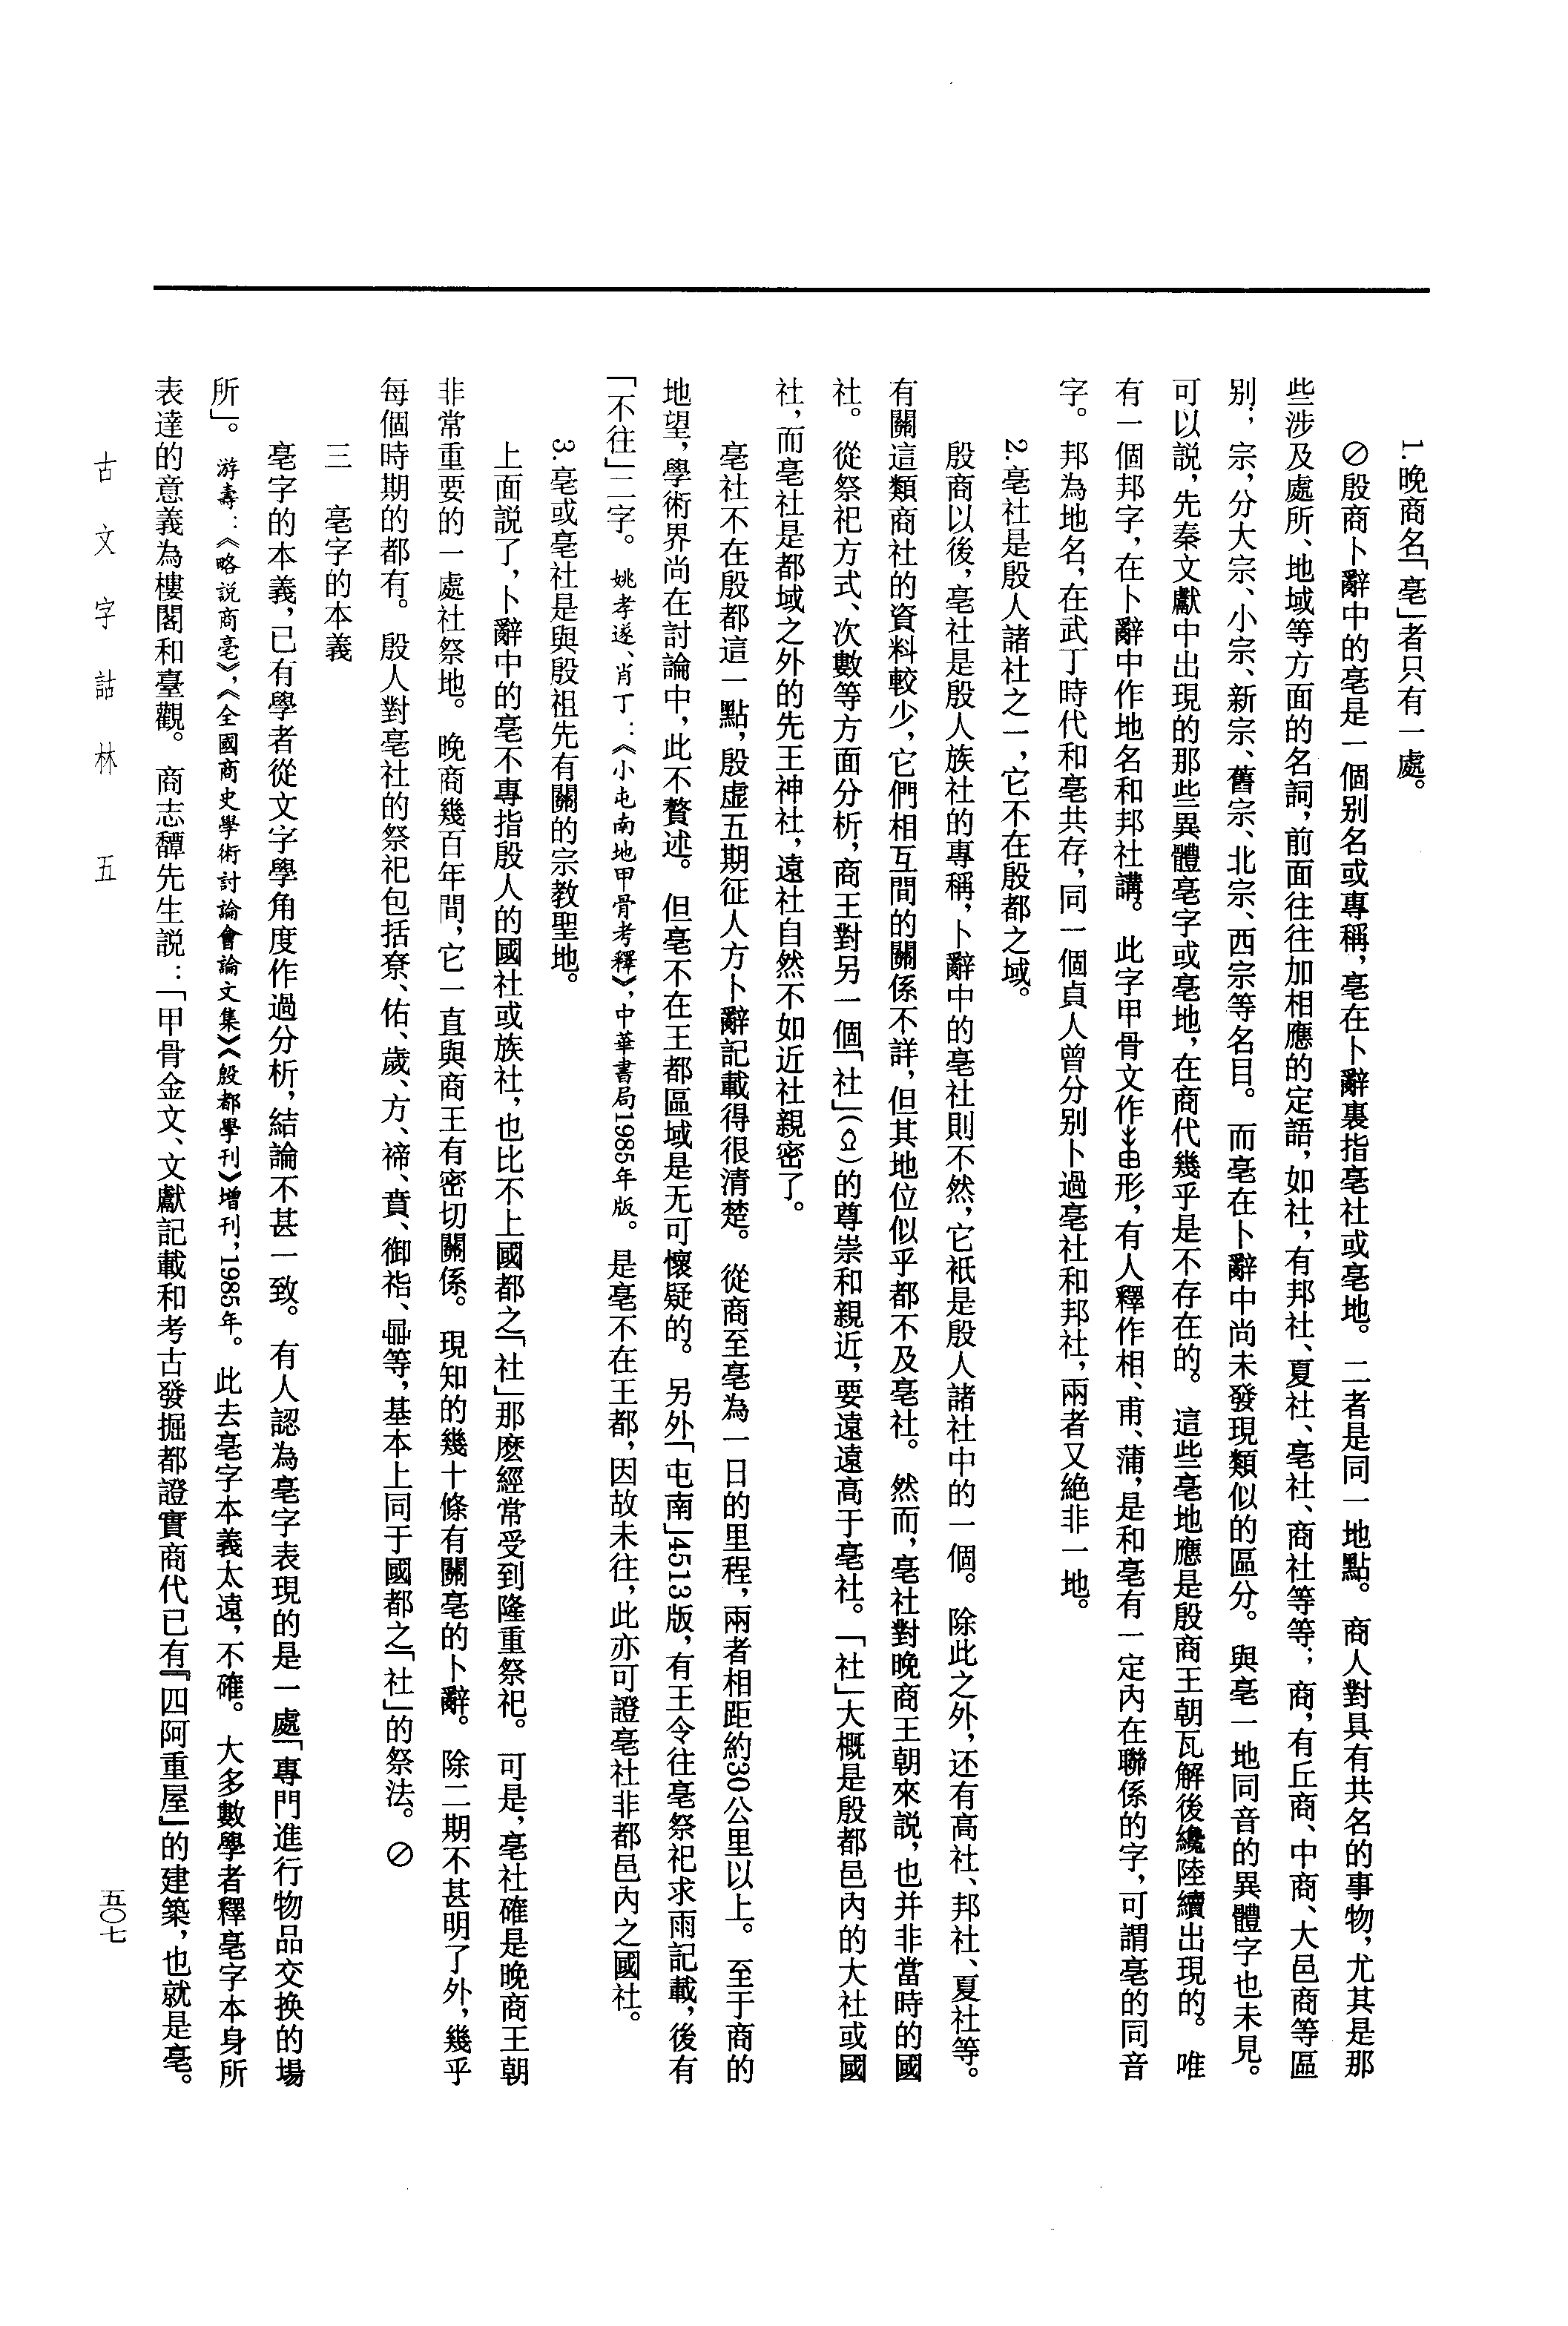 1.晚商名「亳」者只有一處。
⊘殷商卜辭中的亳是一個别名或專稱，亳在卜辭裏指亳社或亳地。二者是同一地點。商人對具有共名的事物，尤其是那
些涉及處所、地域等方面的名詞，前面往往加相應的定語，如社，有邦社、夏社、亳社、商社等等；商，有丘商、中商、大邑商等區
别；宗，分大宗、小宗、新宗、舊宗、北宗、西宗等名目。而亳在卜辭中尚未發現類似的區分。與亳一地同音的異體字也未見。
可以説，先秦文獻中出現的那些異體亳字或亳地，在商代幾乎是不存在的。這些亳地應是殷商王朝瓦解後纔陸續出現的。唯
有一個邦字，在卜辭中作地名和邦社講。此字甲骨文作形，有人釋作相、甫、蒲，是和亳有一定内在聯係的字，可謂亳的同音
字。邦為地名，在武丁時代和亳共存，同一個貞人曾分别卜過亳社和邦社，兩者又絶非一地。
2.亳社是殷人諸社之一，它不在殷都之域。
殷商以後，亳社是殷人族社的專稱，卜辭中的亳社則不然，它衹是殷人諸社中的一個。除此之外，还有高社、邦社、夏社等。
有關這類商社的資料較少，它們相互間的關係不詳，但其地位似乎都不及亳社。然而，亳社對晚商王朝來説，也并非當時的國
社。從祭祀方式、次數等方面分析，商王對另一個「社」（）的尊崇和親近，要遠遠高于亳社。「社」大概是殷都邑内的大社或國
社，而亳社是都域之外的先王神社，遠社自然不如近社親密了。
亳社不在殷都這一點，殷虚五期征人方卜辭記載得很清楚。從商至亳為一日的里程，兩者相距約30公里以上。至于商的
地望，學術界尚在討論中，此不贅述。但亳不在王都區域是无可懷疑的。另外「屯南」4513版，有王令往亳祭祀求雨記載，後有
「不往」二字。姚孝遂、肖丁：《小屯南地甲骨考釋》，中華書局1985年版。是亳不在王都，因故未往，此亦可證亳社非都邑内之國社。
3.亳或亳社是與殷祖先有關的宗教聖地。
上面説了，卜辭中的亳不專指殷人的國社或族社，也比不上國都之「社」那麽經常受到隆重祭祀。可是，亳社確是晚商王朝
非常重要的一處社祭地。晚商幾百年間，它一直與商王有密切關係。現知的幾十條有關亳的卜辭。除二期不甚明了外，幾乎
每個時期的都有。殷人對亳社的祭祀包括尞、佑、歲、方、禘、賁、御、等，基本上同于國都之「社」的祭法。⊘
三　亳字的本義
亳字的本義，已有學者從文字學角度作過分析，結論不甚一致。有人認為亳字表現的是一處「專門進行物品交换的場
所」。游壽：《略説商亳》，《全國商史學術討論會論文集》《殷都學刊》增刊，1985年。此去亳字本義太遠，不確。大多數學者釋亳字本身所
表達的意義為樓閣和臺觀。商志䭲先生説：「甲骨金文、文獻記載和考古發掘都證實商代已有『四阿重屋』的建築，也就是亳。
古文字詁林　五
五〇七